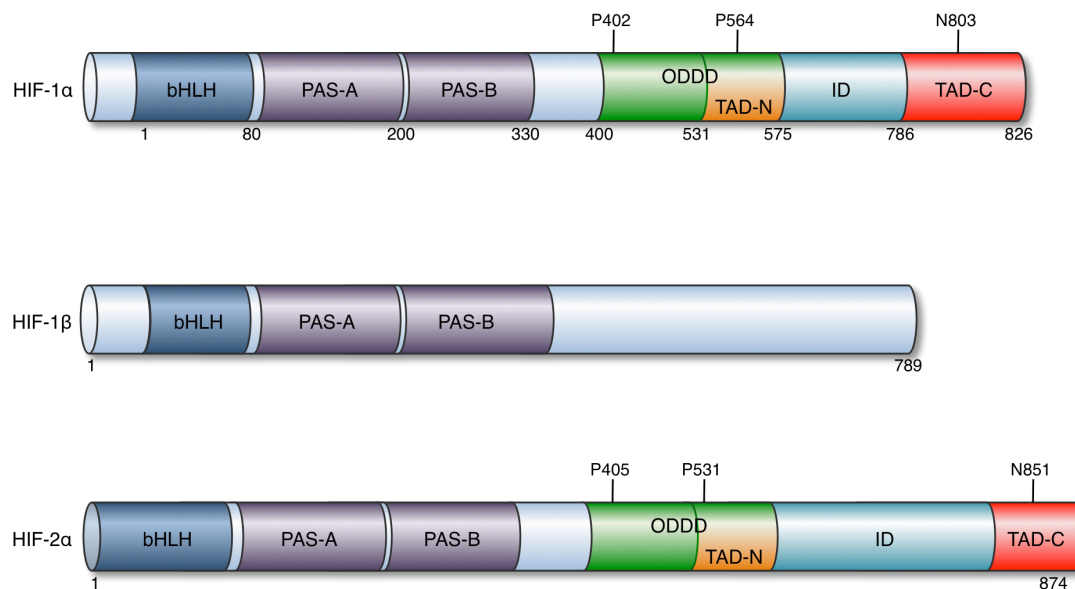 P402 P564 N803
HIF-1α bHLH PAS-A PAS-B ODDD TAD-N ID TAD-C
1 80 200 330 400 531 575 786 826
HIF-1β bHLH PAS-A PAS-B
1 789
P405 P531 N851
HIF-2α bHLH PAS-A PAS-B ODDD TAD-N ID TAD-C
1 874